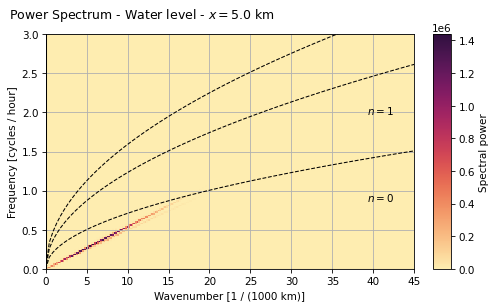 Power Spectrum - Water level - x = 5.0 km
1e6
3.0
2.5
2.0
1.5
1.0
0.5
0.0
Frequency [cycles / hour]
n = 1
n = 0
0 5 10 15 20 25 30 35 40 45
Wavenumber [1 / (1000 km)]
1.4
1.2
1.0
0.8
0.6
0.4
0.2
0.0
Spectral power